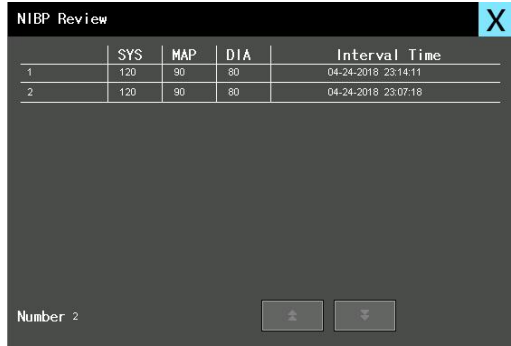 NIBP Review X
SYS MAP DIA Interval Time
1 120 90 80 04-24-2018 23:14:11
2 120 90 80 04-24-2018 23:07:18
Number 2